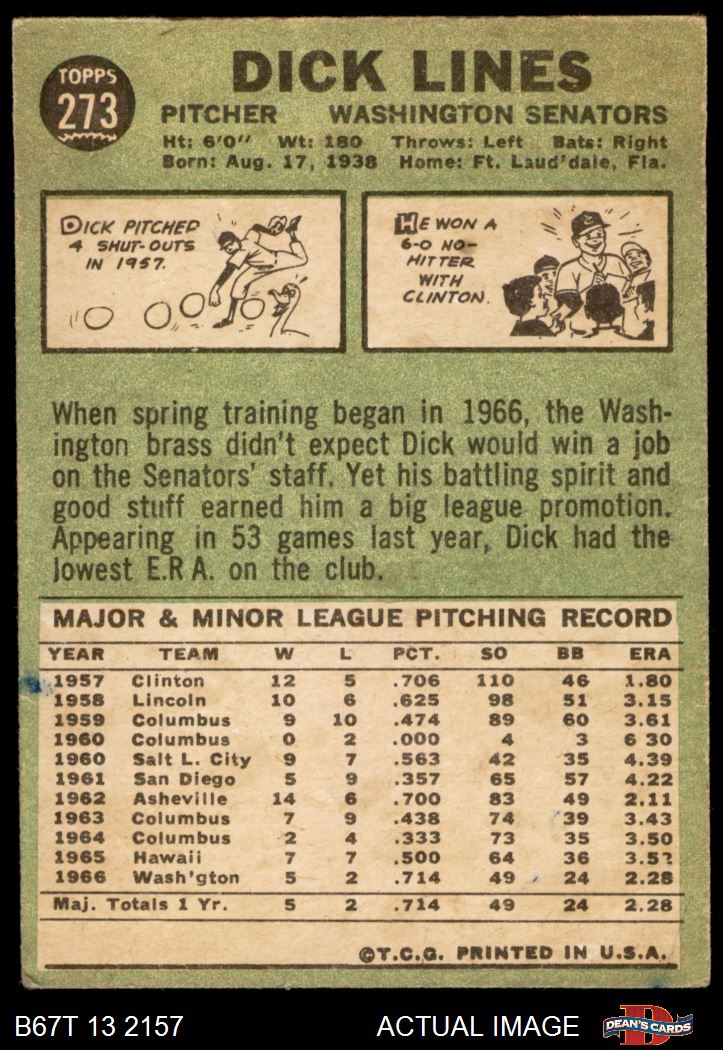 TOPPS
273
DICK LINES
PITCHER WASHINGTON SENATORS
Ht: 6'0" Wt: 180 Throws: Left Bats: Right
Born: Aug. 17, 1938 Home: Ft. Laud'dale, Fla.
DICK PITCHED
4 SHUT-OUTS
IN 1957.
HE WON A
6-0 NO-
HITTER
WITH
CLINTON.
When spring training began in 1966, the Wash-
ington brass didn't expect Dick would win a job
on the Senators' staff. Yet his battling spirit and
good stuff earned him a big league promotion.
Appearing in 53 games last year, Dick had the
lowest E.R A. on the club.
MAJOR & MINOR LEAGUE PITCHING RECORD
YEAR TEAM W L PCT. SO BB ERA
1957 Clinton 12 5 .706 110 46 1.80
1958 Lincoln 10 6 .625 98 51 3.15
1959 Columbus 9 10 .474 89 60 3.61
1960 Columbus 0 2 .000 4 3 6 30
1960 Salt L. City 9 7 .563 42 35 4.39
1961 San Diego 5 9 .357 65 57 4.22
1962 Asheville 14 6 .700 83 49 2.11
1963 Columbus 7 9 .438 74 39 3.43
1964 Columbus 2 4 .333 73 35 3.50
1965 Hawaii 7 7 .500 64 36
1966 Wash'gton 5 2 .714 49 24 2.28
Maj. Totals 1 Yr. 5 2 .714 49 24 2.28
©T.C.G. PRINTED IN U.S.A.
B67T 13 2157 ACTUAL IMAGE DEAN'S CARDS